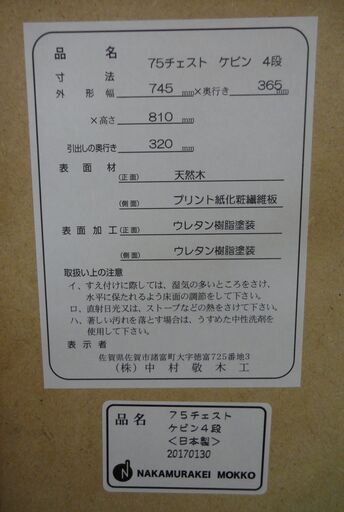 品 名 75チェスト ケビン 4段
寸 法
外 形 幅 745 mm×奥行き 365mm
×高さ 810 mm
引出しの奥行き 320 mm
表 面 材 (正面) 天然木
(側面) プリント紙化粧繊維板
表 面 加 工 (正面) ウレタン樹脂塗装
(側面) ウレタン樹脂塗装
取扱い上の注意
イ、すえ付けに際しては、湿気の多いところをさけ、
水平に保たれるよう床面の調節をして下さい。
ロ、直射日光又は、ストーブなどの熱をさけて下さい。
ハ、著しい汚れを落とす場合は、うすめた中性洗剤を
使用して下さい。
表 示 者
佐賀県佐賀市諸富町大字徳富725番地3
(株) 中 村 敬 木 工
品 名 75チェスト
ケビン4段
<日本製>
20170130
NAKAMURAKEI MOKKO